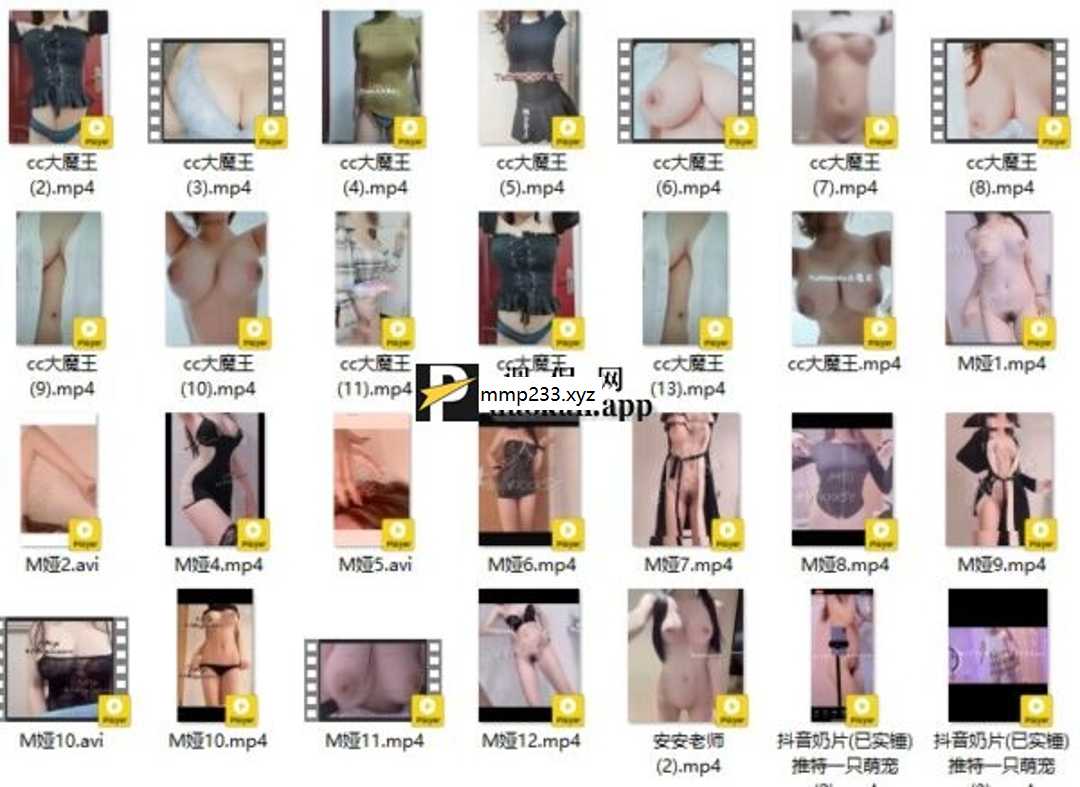 cc大魔王
(2).mp4
cc大魔王
(3).mp4
cc大魔王
(4).mp4
cc大魔王
(5).mp4
cc大魔王
(6).mp4
cc大魔王
(7).mp4
cc大魔王
(8).mp4
cc大魔王
(9).mp4
cc大魔王
(10).mp4
cc大魔王
(11).mp4
cc大魔王
cc大魔王
(13).mp4
cc大魔王.mp4
M娅1.mp4
网
mmp233.xyz
.app
M娅2.avi
M娅4.mp4
M娅5.avi
M娅6.mp4
M娅7.mp4
M娅8.mp4
M娅9.mp4
M娅10.avi
M娅10.mp4
M娅11.mp4
M娅12.mp4
安安老师
(2).mp4
抖音奶片(已实锤)
推特一只萌宠
抖音奶片(已实锤)
推特一只萌宠